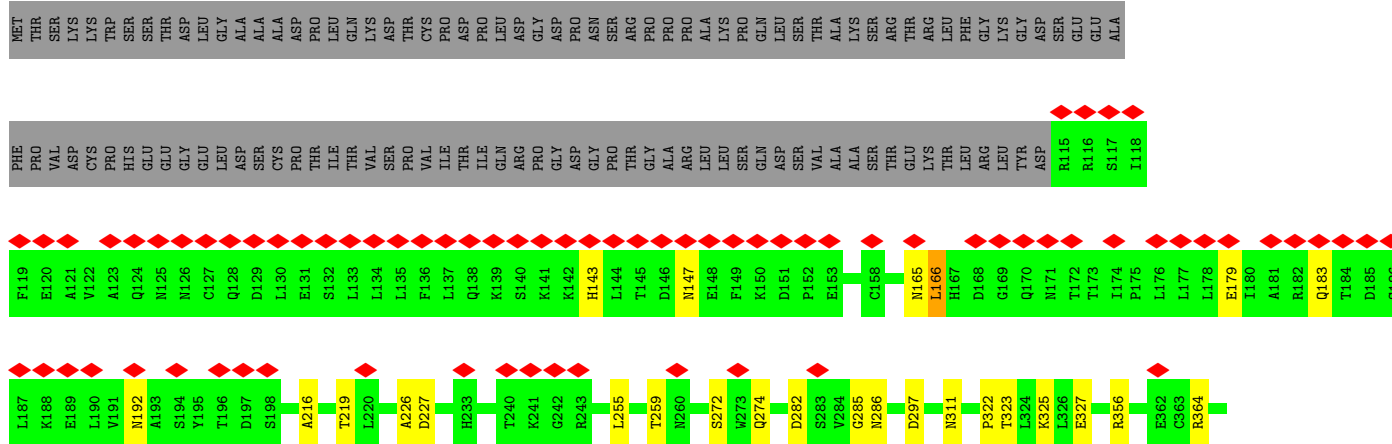 MET THR SER LYS LYS TRP SER SER THR ASP LEU GLY ALA ALA ALA ASP PRO LEU GLN LYS ASP THR CYS PRO ASP PRO LEU ASP GLY ASP PRO ASN SER ARG PRO PRO PRO ALA LYS PRO GLN LEU SER THR ALA LYS SER ARG THR ARG LEU PHE GLY LYS GLY ASP SER GLU GLU ALA
PHE PRO VAL ASP CYS PRO HIS GLU GLU GLY GLU LEU ASP SER CYS PRO THR ILE THR VAL SER PRO VAL ILE THR ILE GLN ARG PRO GLY ASP GLY PRO THR GLY ALA ARG LEU LEU SER GLN ASP SER VAL ALA ALA SER THR GLU LYS THR LEU ARG LEU TYR ASP R115 R116 S117 I118
F119 E120 A121 V122 A123 Q124 N125 N126 C127 Q128 D129 L130 E131 S132 L133 L134 L135 F136 L137 Q138 K139 S140 K141 K142 H143 L144 T145 D146 N147 E148 F149 K150 D151 P152 E153 C158 N165 L166 H167 D168 G169 Q170 N171 T172 T173 I174 P175 L176 L177 L178 E179 I180 A181 R182 Q183 T184 D185
L187 K188 E189 L190 V191 N192 A193 S194 Y195 T196 D197 S198 A216 T219 L220 A226 D227 H233 T240 K241 G242 R243 L255 T259 N260 S272 W273 Q274 D282 S283 V284 G285 N286 D297 N311 P322 T323 L324 K325 L326 E327 R356 E362 C363 R364